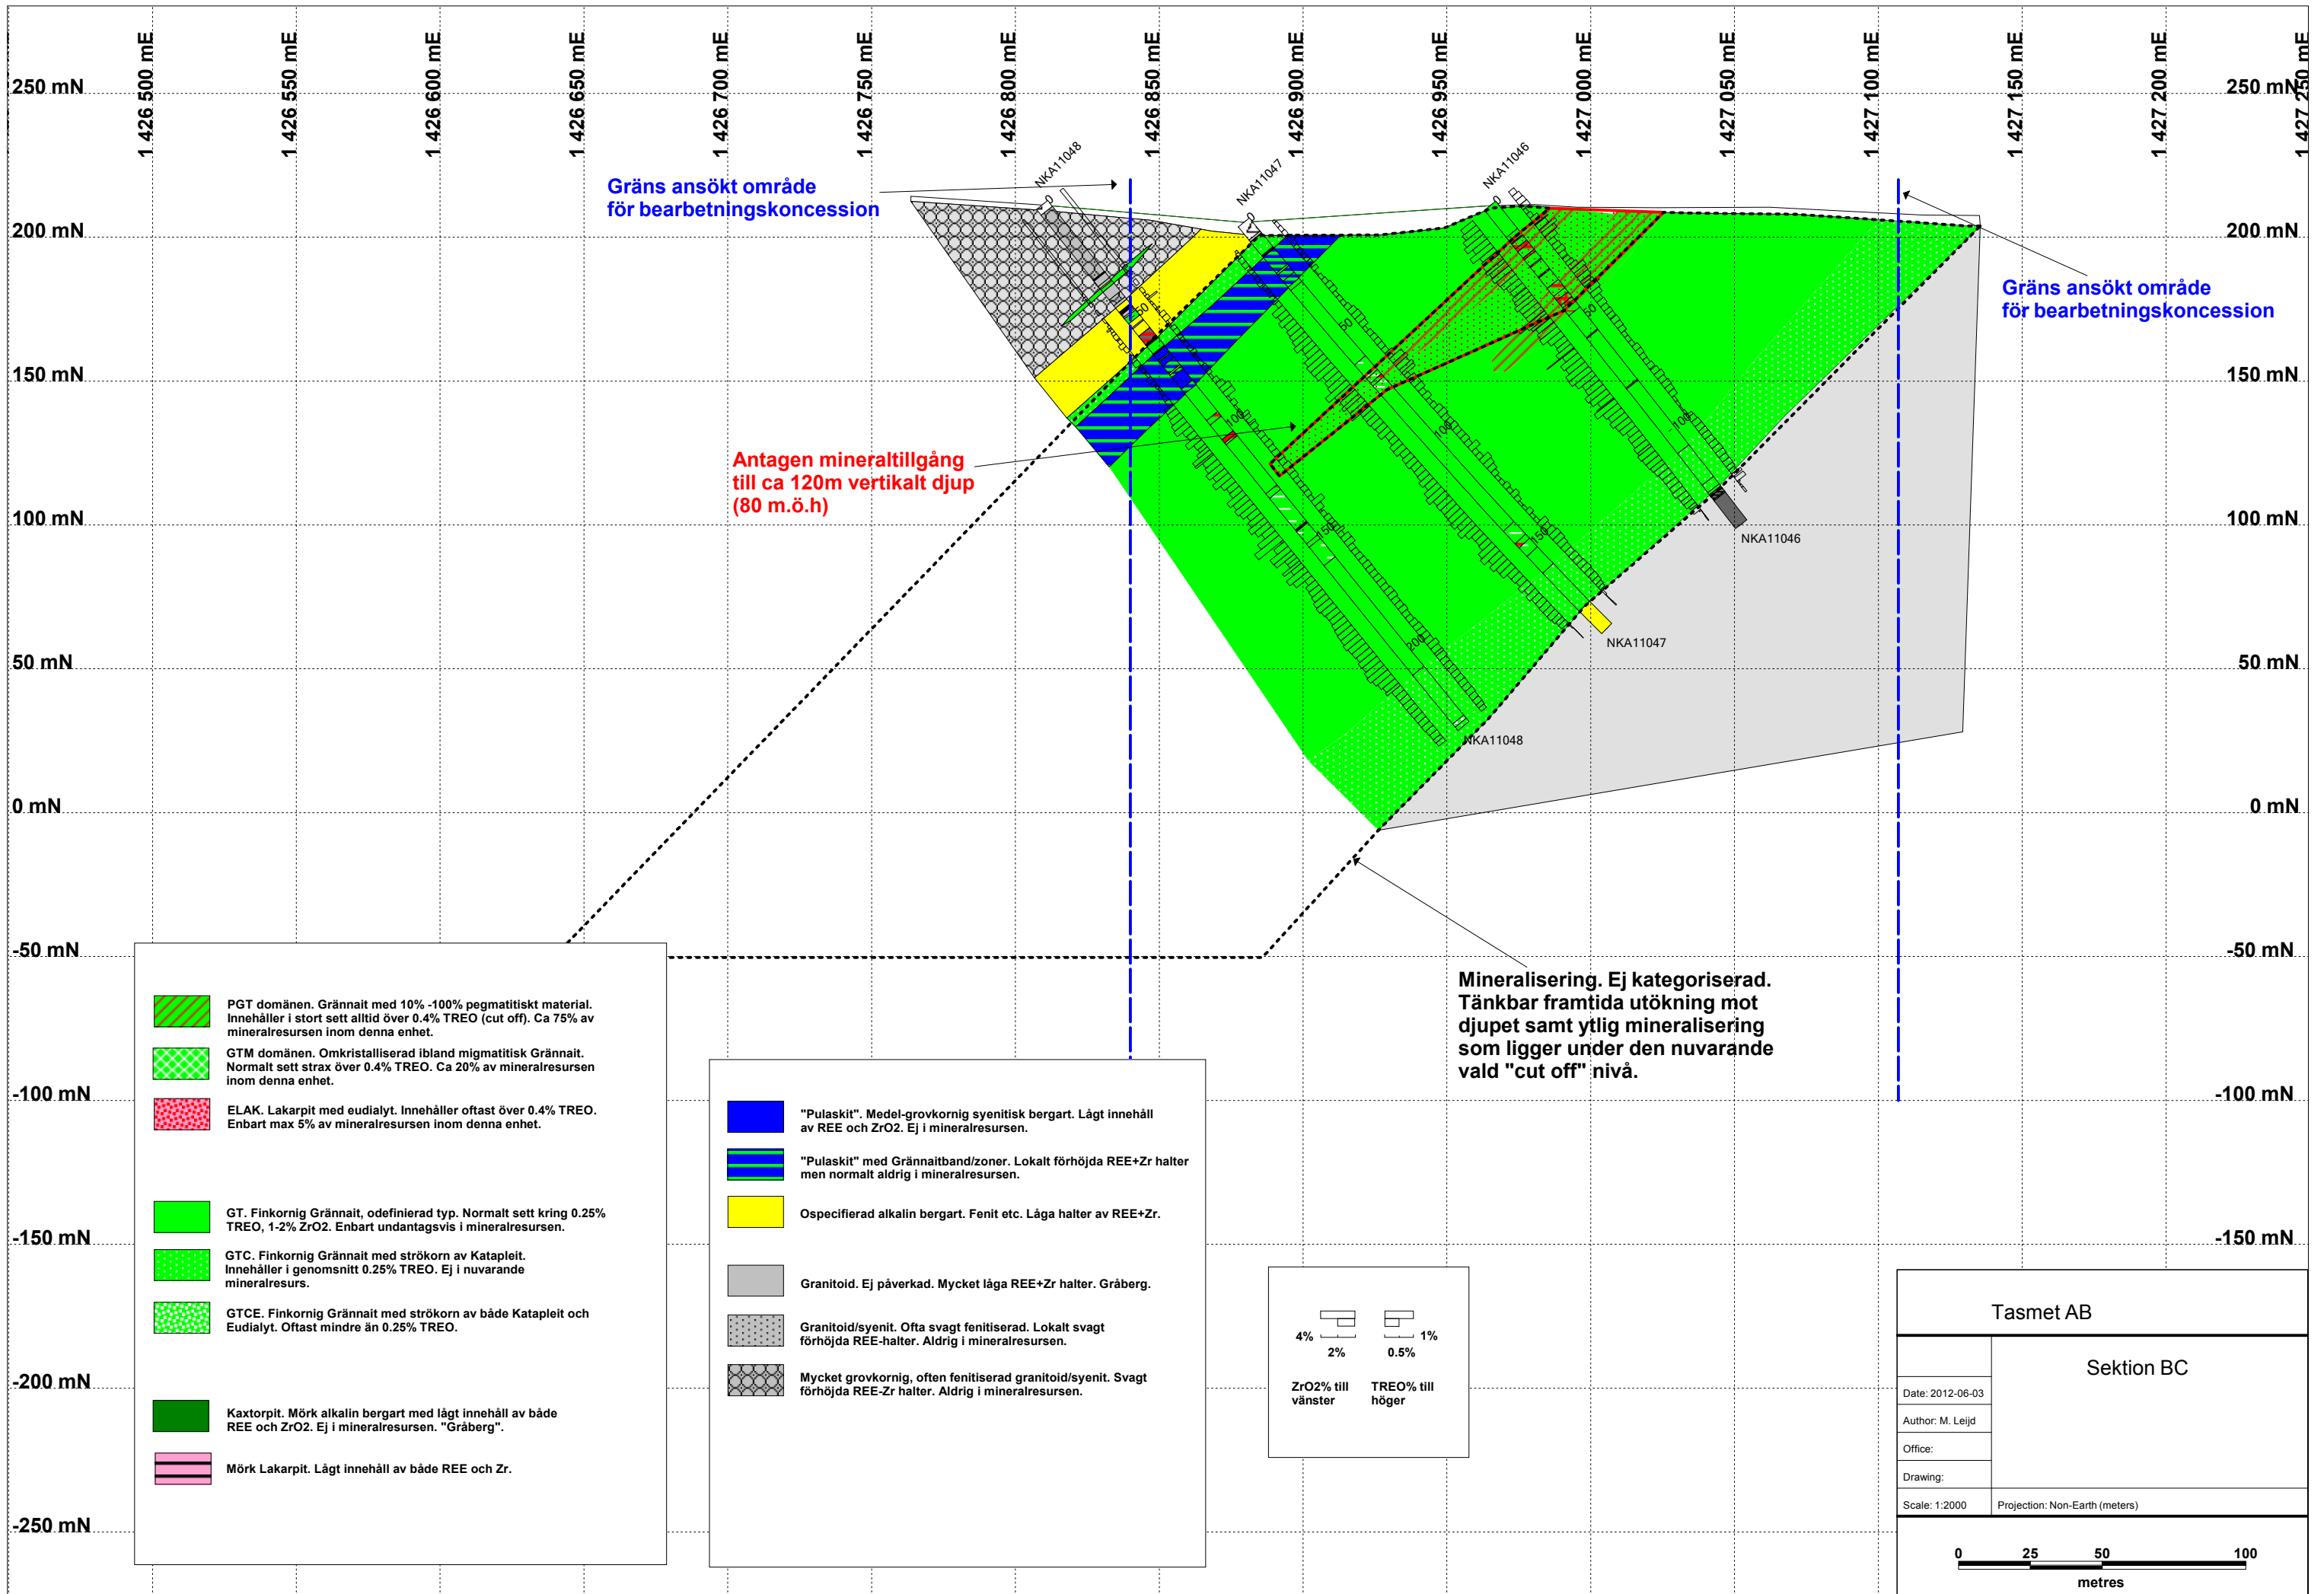 1 426 500 mE
1 426 550 mE
1 426 600 mE
1 426 650 mE
1 426 700 mE
1 426 750 mE
1 426 800 mE
1 426 850 mE
1 426 900 mE
1 426 950 mE
1 427 000 mE
1 427 050 mE
1 427 100 mE
1 427 150 mE
1 427 200 mE
1 427 250 mE
250 mN
250 mN
200 mN
200 mN
150 mN
150 mN
100 mN
100 mN
50 mN
50 mN
0 mN
0 mN
-50 mN
-50 mN
-100 mN
-100 mN
-150 mN
-150 mN
-200 mN
-200 mN
-250 mN
-250 mN
Gräns ansökt område
för bearbetningskoncession
NKA11048
NKA11047
NKA11046
0
0
0
Gräns ansökt område
för bearbetningskoncession
50
50
50
100
100
100
150
150
200
Antagen mineraltillgång
till ca 120m vertikalt djup
(80 m.ö.h)
NKA11046
NKA11047
NKA11048
Mineralisering. Ej kategoriserad.
Tänkbar framtida utökning mot
djupet samt ytlig mineralisering
som ligger under den nuvarande
vald "cut off" nivå.
PGT domänen. Grännait med 10% -100% pegmatitiskt material.
Innehåller i stort sett alltid över 0.4% TREO (cut off). Ca 75% av
mineralresursen inom denna enhet.
GTM domänen. Omkristalliserad ibland migmatitisk Grännait.
Normalt sett strax över 0.4% TREO. Ca 20% av mineralresursen
inom denna enhet.
ELAK. Lakarpit med eudialyt. Innehåller oftast över 0.4% TREO.
Enbart max 5% av mineralresursen inom denna enhet.
GT. Finkornig Grännait, odefinierad typ. Normalt sett kring 0.25%
TREO, 1-2% ZrO2. Enbart undantagsvis i mineralresursen.
GTC. Finkornig Grännait med strökorn av Katapleit.
Innehåller i genomsnitt 0.25% TREO. Ej i nuvarande
mineralresurs.
GTCE. Finkornig Grännait med strökorn av både Katapleit och
Eudialyt. Oftast mindre än 0.25% TREO.
Kaxtorpit. Mörk alkalin bergart med lågt innehåll av både
REE och ZrO2. Ej i mineralresursen. "Gråberg".
Mörk Lakarpit. Lågt innehåll av både REE och Zr.
"Pulaskit". Medel-grovkornig syenitisk bergart. Lågt innehåll
av REE och ZrO2. Ej i mineralresursen.
"Pulaskit" med Grännaitband/zoner. Lokalt förhöjda REE+Zr halter
men normalt aldrig i mineralresursen.
Ospecifierad alkalin bergart. Fenit etc. Låga halter av REE+Zr.
Granitoid. Ej påverkad. Mycket låga REE+Zr halter. Gråberg.
Granitoid/syenit. Ofta svagt fenitiserad. Lokalt svagt
förhöjda REE-halter. Aldrig i mineralresursen.
Mycket grovkornig, often fenitiserad granitoid/syenit. Svagt
förhöjda REE-Zr halter. Aldrig i mineralresursen.
4% 1%
2% 0.5%
ZrO2% till TREO% till
vänster höger
Tasmet AB
Sektion BC
Date: 2012-06-03
Author: M. Leijd
Office:
Drawing:
Scale: 1:2000 Projection: Non-Earth (meters)
0 25 50 100
metres